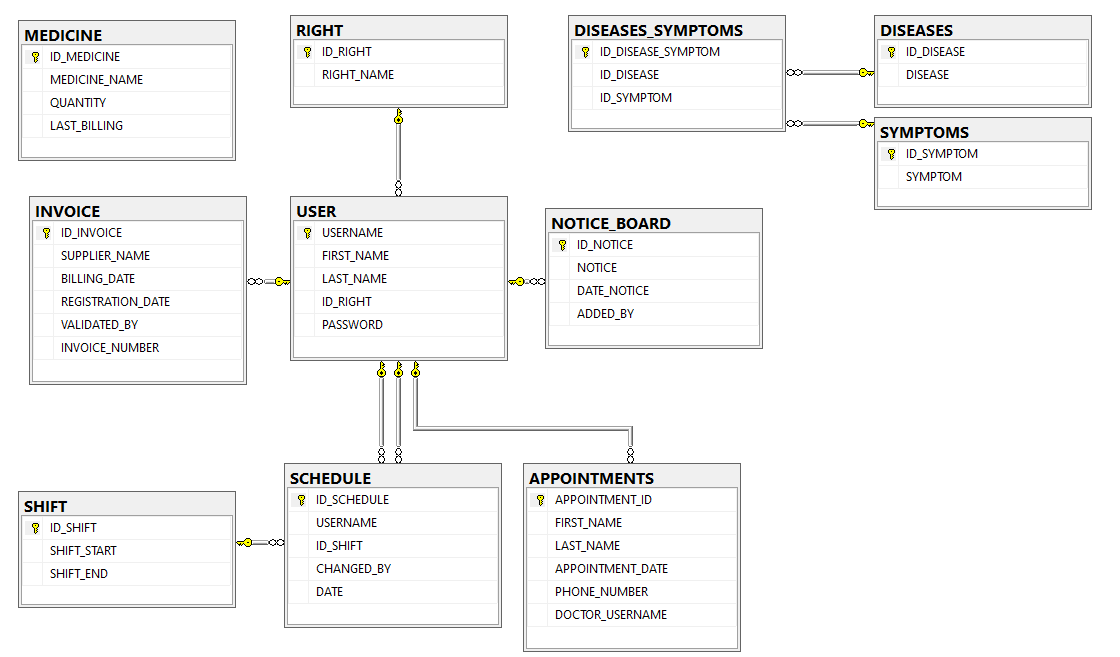 MEDICINE
ID_MEDICINE
MEDICINE_NAME
QUANTITY
LAST_BILLING
RIGHT
ID_RIGHT
RIGHT_NAME
DISEASES_SYMPTOMS
ID_DISEASE_SYMPTOM
ID_DISEASE
ID_SYMPTOM
DISEASES
ID_DISEASE
DISEASE
SYMPTOMS
ID_SYMPTOM
SYMPTOM
INVOICE
ID_INVOICE
SUPPLIER_NAME
BILLING_DATE
REGISTRATION_DATE
VALIDATED_BY
INVOICE_NUMBER
USER
USERNAME
FIRST_NAME
LAST_NAME
ID_RIGHT
PASSWORD
NOTICE_BOARD
ID_NOTICE
NOTICE
DATE_NOTICE
ADDED_BY
SHIFT
ID_SHIFT
SHIFT_START
SHIFT_END
SCHEDULE
ID_SCHEDULE
USERNAME
ID_SHIFT
CHANGED_BY
DATE
APPOINTMENTS
APPOINTMENT_ID
FIRST_NAME
LAST_NAME
APPOINTMENT_DATE
PHONE_NUMBER
DOCTOR_USERNAME